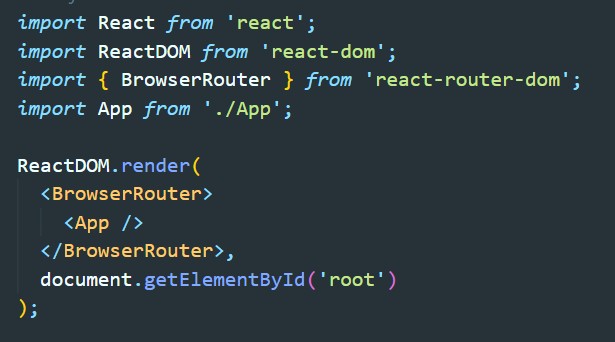 import React from 'react';
import ReactDOM from 'react-dom';
import { BrowserRouter } from 'react-router-dom';
import App from './App';
ReactDOM.render(
<BrowserRouter>
<App />
</BrowserRouter>,
document.getElementById('root')
);